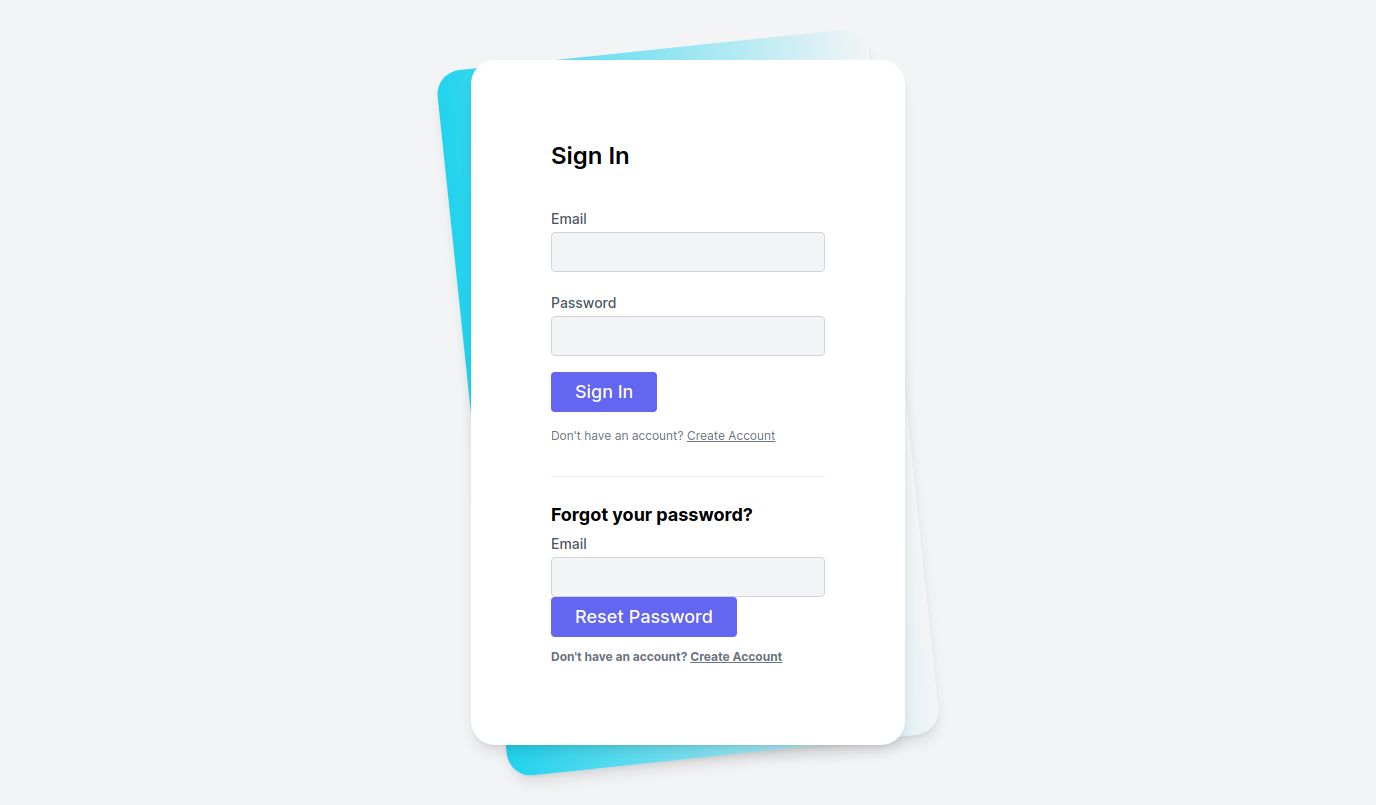 Sign In
Email
Password
Sign In
Don't have an account? Create Account
Forgot your password?
Email
Reset Password
Don't have an account? Create Account